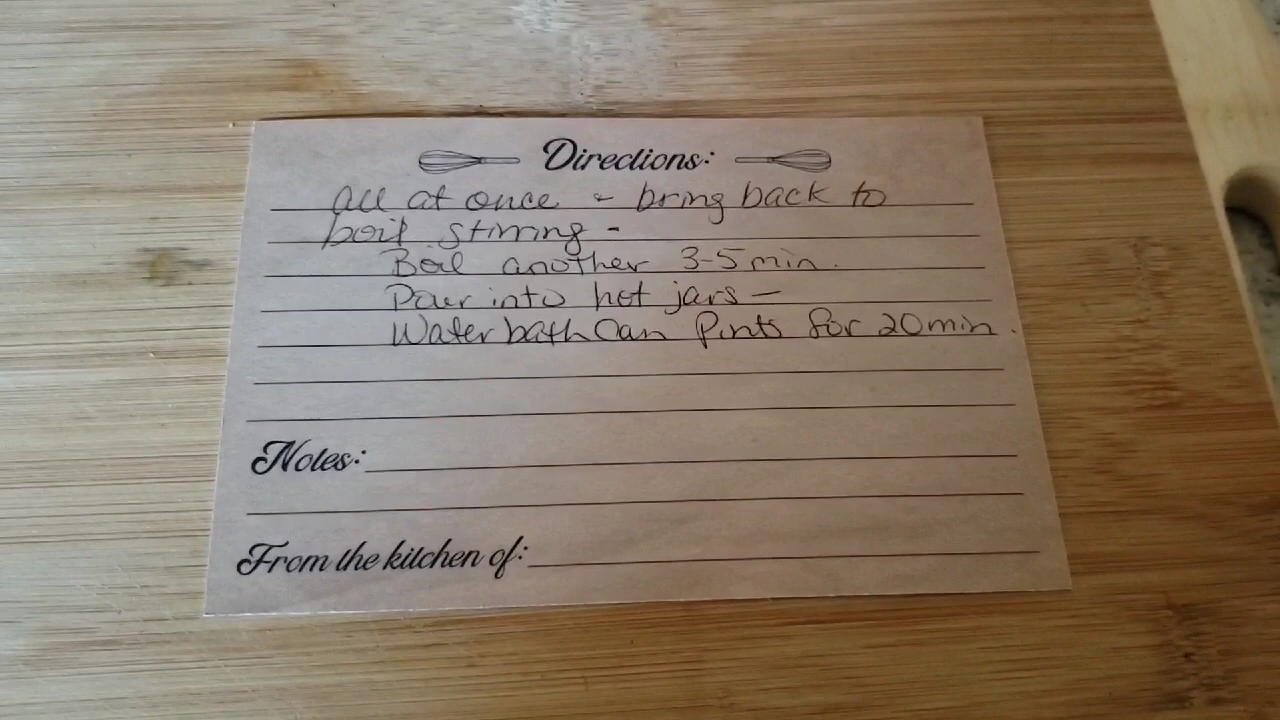 Directions:
all at once - bring back to
boil stirring -
Boil another 3-5 min.
Pour into hot jars -
Water bath Can Pints for 20 min.
Notes:
From the kitchen of: